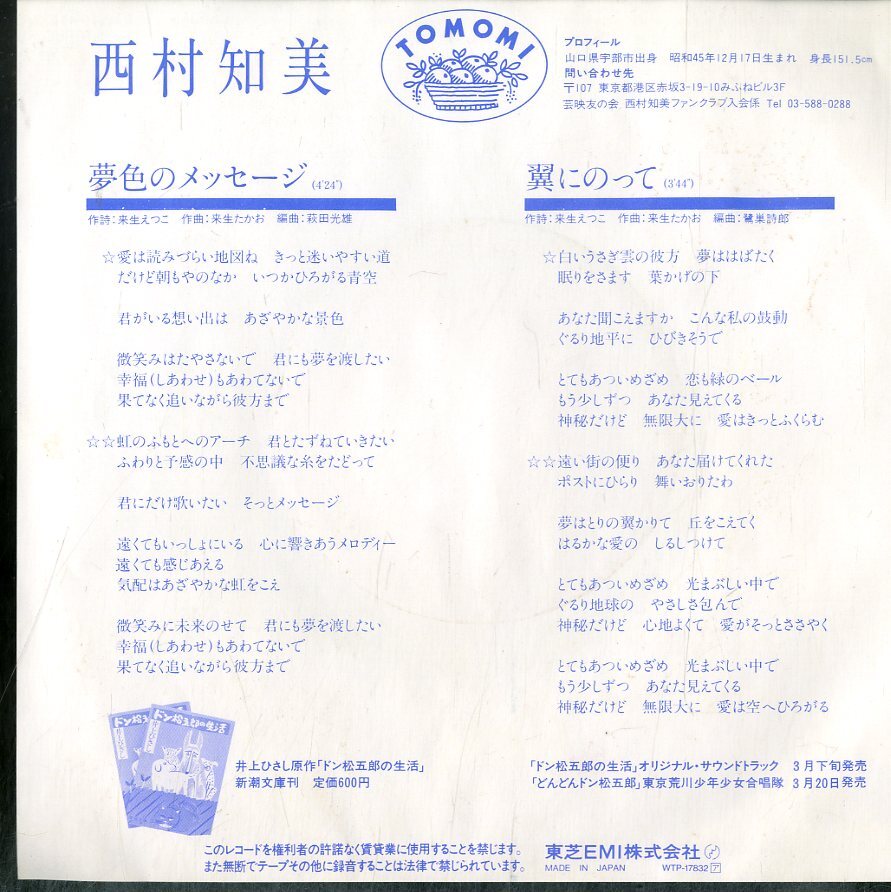 西村知美
TOMOMI
プロフィール
山口県宇部市出身 昭和45年12月17日生まれ 身長151.5cm
問い合わせ先
〒107 東京都港区赤坂3-19-10みふねビル3F
芸映友の会 西村知美ファンクラブ入会係 Tel 03-588-0288
夢色のメッセージ(4'24")
作詩:来生えつこ 作曲:来生たかお 編曲:萩田光雄
☆愛は読みづらい地図ね きっと迷いやすい道
だけど朝もやのなか いつかひろがる青空
君がいる想い出は あざやかな景色
微笑みはたやさないで 君にも夢を渡したい
幸福(しあわせ)もあわてないで
果てなく追いながら彼方まで
☆☆虹のふもとへのアーチ 君とたずねていきたい
ふわりと予感の中 不思議な糸をたどって
君にだけ歌いたい そっとメッセージ
遠くてもいっしょにいる 心に響きあうメロディー
遠くても感じあえる
気配はあざやかな虹をこえ
微笑みに未来のせて 君にも夢を渡したい
幸福(しあわせ)もあわてないで
果てなく追いながら彼方まで
翼にのって(3'44")
作詩:来生えつこ 作曲:来生たかお 編曲:鷺巣詩郎
☆白いうさぎ雲の彼方 夢ははばたく
眠りをさます 葉かげの下
あなた聞こえますか こんな私の鼓動
ぐるり地平に ひびきそうで
とてもあついめざめ 恋も緑のベール
もう少しずつ あなた見えてくる
神秘だけど 無限大に 愛はきっとふくらむ
☆☆遠い街の便り あなた届けてくれた
ポストにひらり 舞いおりたわ
夢はとりの翼かりて 丘をこえてく
はるかな愛の しるしつけて
とてもあついめざめ 光まぶしい中で
ぐるり地球の やさしさ包んで
神秘だけど 心地よくて 愛がそっとささやく
とてもあついめざめ 光まぶしい中で
もう少しずつ あなた見えてくる
神秘だけど 無限大に 愛は空へひろがる
ドン松五郎の生活
井上ひさし原作「ドン松五郎の生活」
新潮文庫刊 定価600円
「ドン松五郎の生活」オリジナル・サウンドトラック 3月下旬発売
「どんどんドン松五郎」東京荒川少年少女合唱隊 3月20日発売
このレコードを権利者の許諾なく賃貸業に使用することを禁じます。
また無断でテープその他に録音することは法律で禁じられています。
東芝EMI株式会社
MADE IN JAPAN WTP-17832 ア